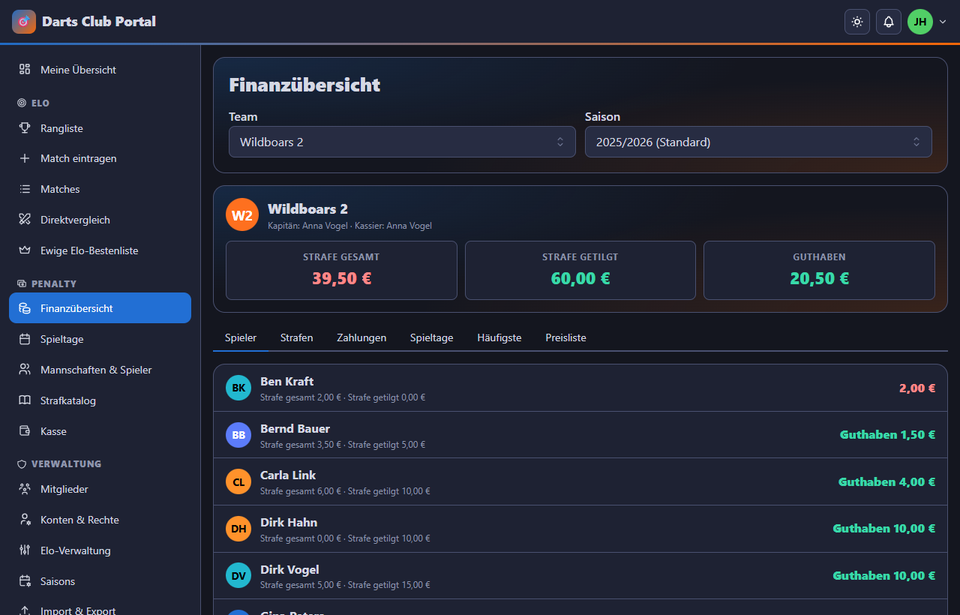 Darts Club Portal
JH
Meine Übersicht
ELO
Rangliste
Match eintragen
Matches
Direktvergleich
Ewige Elo-Bestenliste
PENALTY
Finanzübersicht
Spieltage
Mannschaften & Spieler
Strafkatalog
Kasse
VERWALTUNG
Mitglieder
Konten & Rechte
Elo-Verwaltung
Saisons
Import & Export
Finanzübersicht
Team
Saison
Wildboars 2
2025/2026 (Standard)
W2
Wildboars 2
Kapitän: Anna Vogel · Kassier: Anna Vogel
STRAFE GESAMT
39,50 €
STRAFE GETILGT
60,00 €
GUTHABEN
20,50 €
Spieler
Strafen
Zahlungen
Spieltage
Häufigste
Preisliste
BK
Ben Kraft
Strafe gesamt 2,00 € · Strafe getilgt 0,00 €
2,00 €
BB
Bernd Bauer
Strafe gesamt 3,50 € · Strafe getilgt 5,00 €
Guthaben 1,50 €
CL
Carla Link
Strafe gesamt 6,00 € · Strafe getilgt 10,00 €
Guthaben 4,00 €
DH
Dirk Hahn
Strafe gesamt 0,00 € · Strafe getilgt 10,00 €
Guthaben 10,00 €
DV
Dirk Vogel
Strafe gesamt 5,00 € · Strafe getilgt 15,00 €
Guthaben 10,00 €